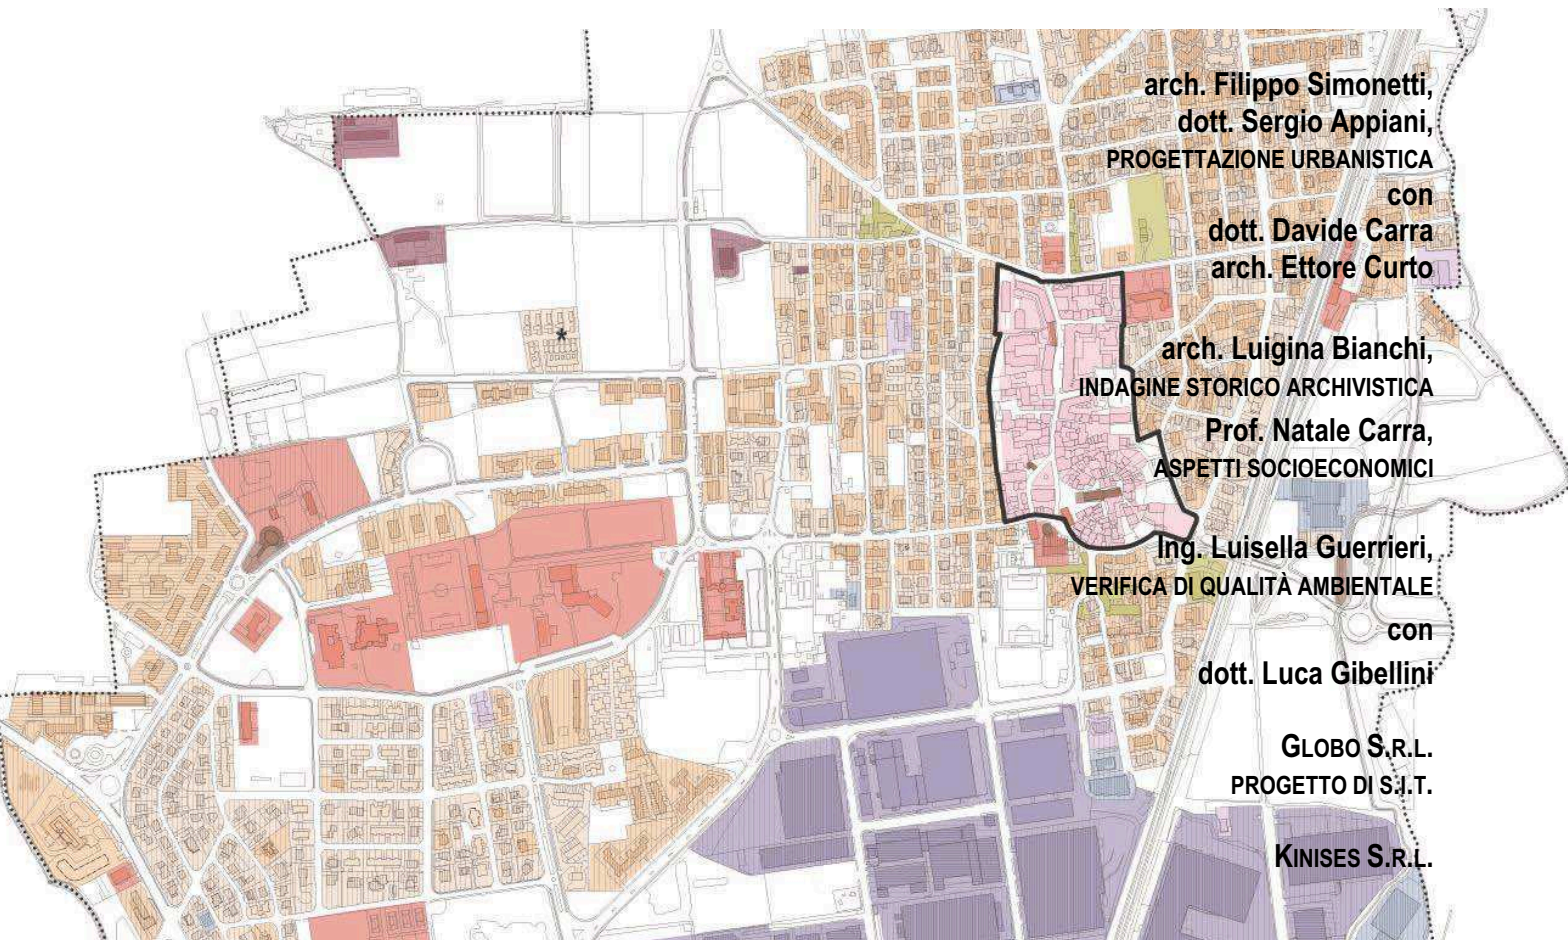 arch. Filippo Simonetti,
dott. Sergio Appiani,
PROGETTAZIONE URBANISTICA
con
dott. Davide Carra
arch. Ettore Curto
arch. Luigina Bianchi,
INDAGINE STORICO ARCHIVISTICA
Prof. Natale Carra,
ASPETTI SOCIOECONOMICI
Ing. Luisella Guerrieri,
VERIFICA DI QUALITÀ AMBIENTALE
con
dott. Luca Gibellini
GLOBO S.R.L.
PROGETTO DI S.I.T.
KINISES S.R.L.